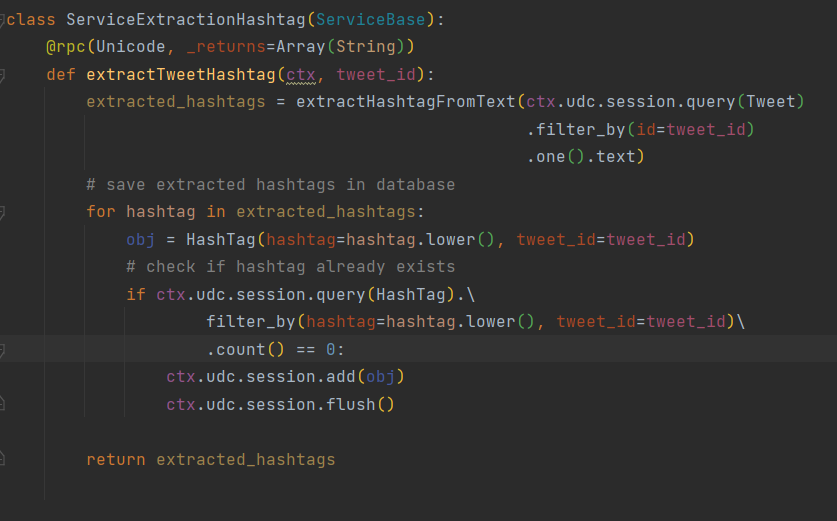 class ServiceExtractionHashtag(ServiceBase):
    @rpc(Unicode, _returns=Array(String))
    def extractTweetHashtag(ctx, tweet_id):
        extracted_hashtags = extractHashtagFromText(ctx.udc.session.query(Tweet)
                                                    .filter_by(id=tweet_id)
                                                    .one().text)
        # save extracted hashtags in database
        for hashtag in extracted_hashtags:
            obj = HashTag(hashtag=hashtag.lower(), tweet_id=tweet_id)
            # check if hashtag already exists
            if ctx.udc.session.query(HashTag).\
                    filter_by(hashtag=hashtag.lower(), tweet_id=tweet_id)\
                    .count() == 0:
                ctx.udc.session.add(obj)
                ctx.udc.session.flush()
        return extracted_hashtags